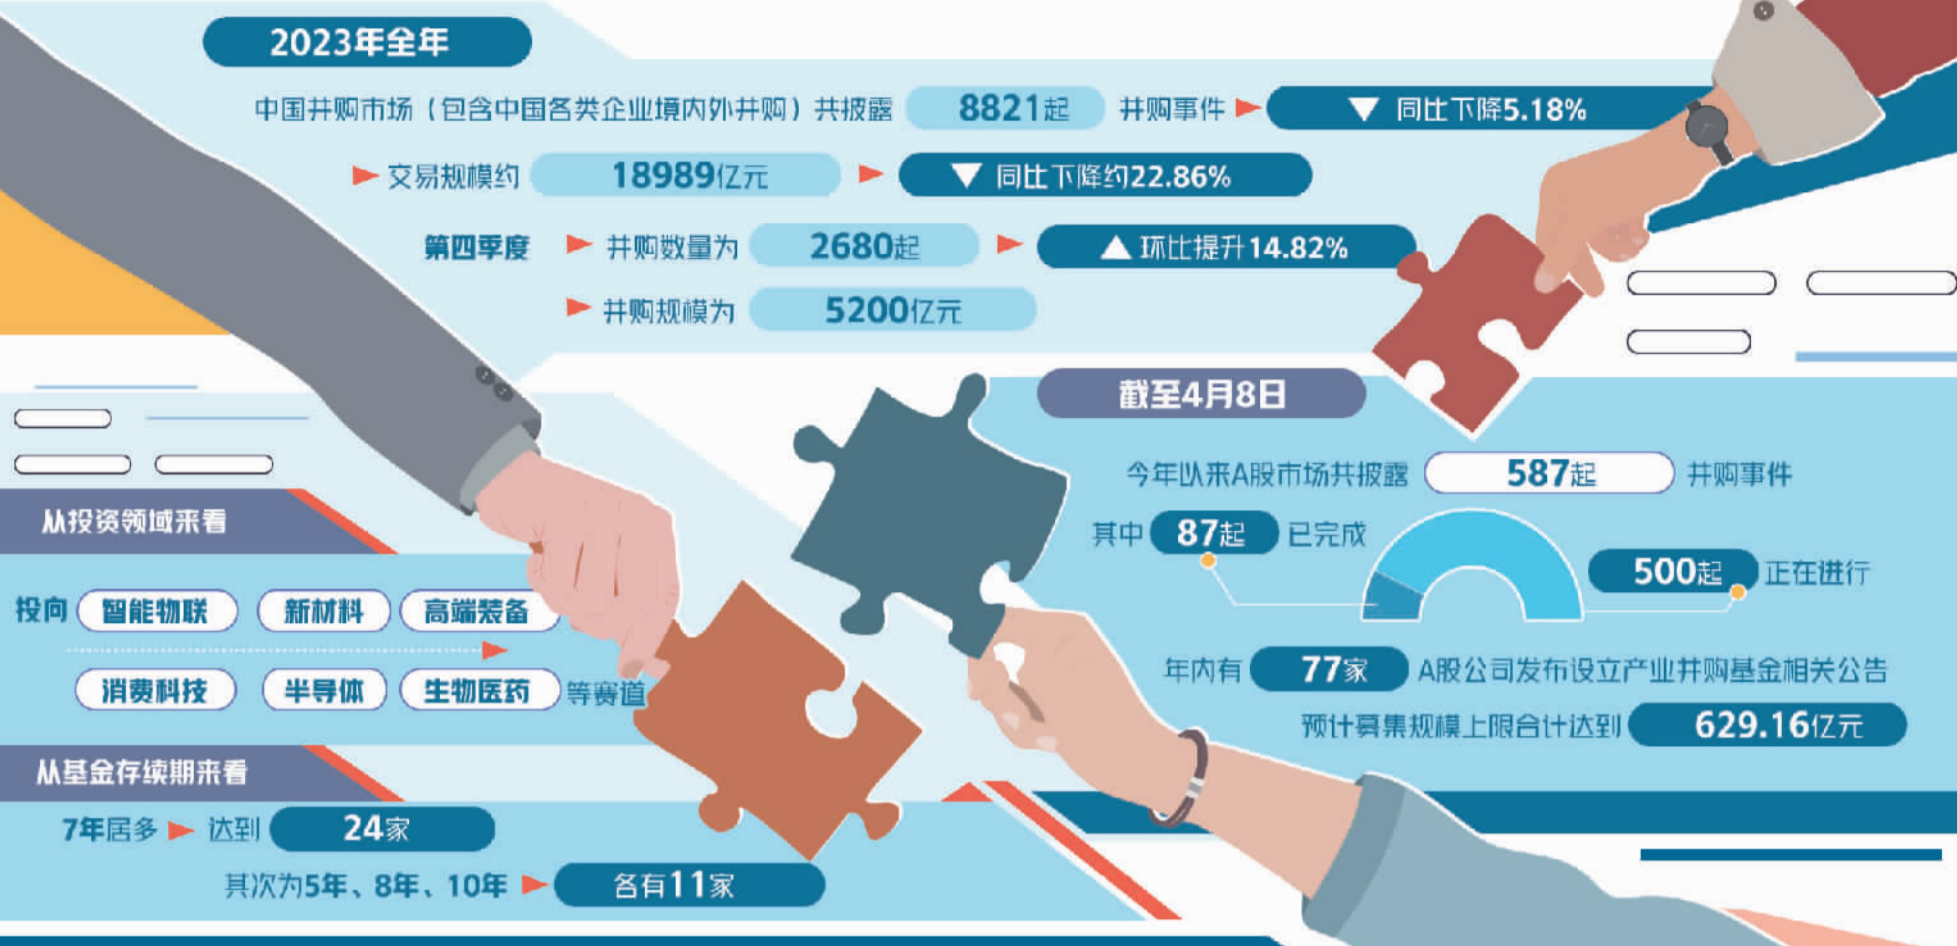 2023年全年
中国并购市场（包含中国各类企业境内外并购）共披露 8821起 并购事件 ▶ ▼ 同比下降5.18%
▶ 交易规模约 18989亿元 ▶ ▼ 同比下降约22.86%
第四季度 ▶ 并购数量为 2680起 ▶ ▲ 环比提升14.82%
▶ 并购规模为 5200亿元
截至4月8日
今年以来A股市场共披露 587起 并购事件
其中 87起 已完成
500起 正在进行
年内有 77家 A股公司发布设立产业并购基金相关公告
预计募集规模上限合计达到 629.16亿元
从投资领域来看
投向 智能物联 新材料 高端装备
消费科技 半导体 生物医药 等赛道
从基金存续期来看
7年居多 ▶ 达到 24家
其次为5年、8年、10年 ▶ 各有11家